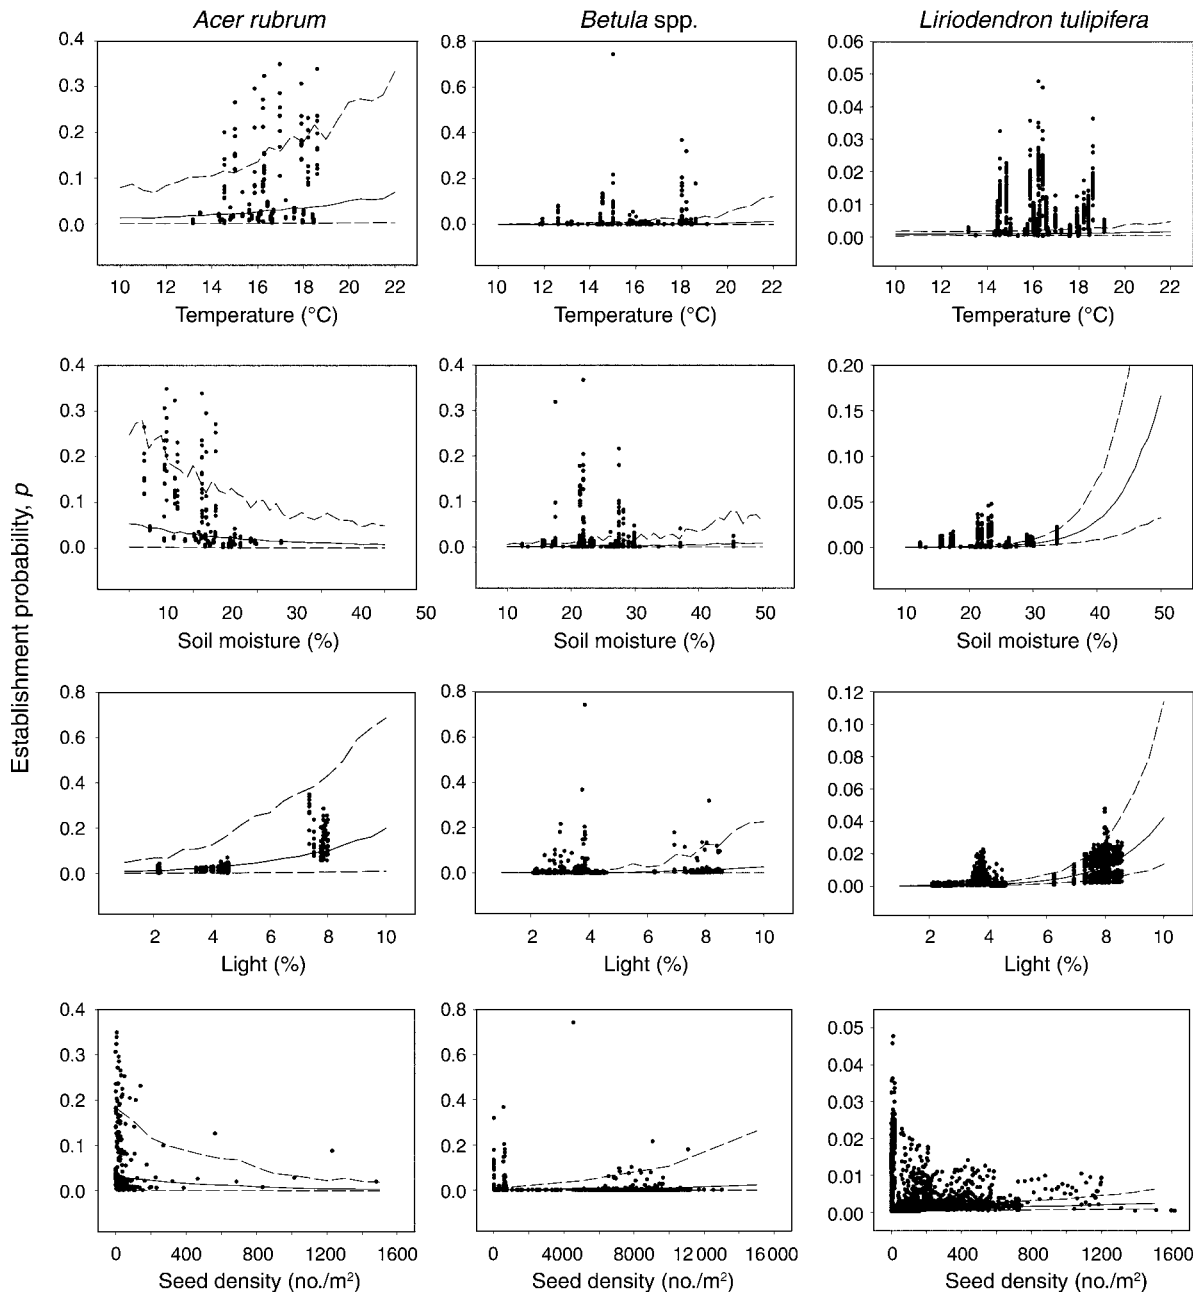 Acer rubrum Betula spp. Liriodendron tulipifera
0.4 0.8 0.06
0.05
0.3 0.6
0.04
0.2 0.4 0.03
0.02
0.1 0.2
0.01
0.0 0.0 0.00
10 12 14 16 18 20 22 10 12 14 16 18 20 22 10 12 14 16 18 20 22
Temperature (°C) Temperature (°C) Temperature (°C)
0.4 0.4 0.20
0.3 0.3 0.15
0.2 0.2 0.10
0.1 0.1 0.05
0.0 0.0 0.00
10 20 30 40 50 10 20 30 40 50 10 20 30 40 50
Soil moisture (%) Soil moisture (%) Soil moisture (%)
Establishment probability, p
0.8 0.8 0.12
0.10
0.6 0.6
0.08
0.4 0.4 0.06
0.04
0.2 0.2
0.02
0.0 0.0 0.00
2 4 6 8 10 2 4 6 8 10 2 4 6 8 10
Light (%) Light (%) Light (%)
0.4 0.8 0.05
0.3 0.6 0.04
0.03
0.2 0.4
0.02
0.1 0.2
0.01
0.0 0.0 0.00
0 400 800 1200 1600 0 4000 8000 12000 16000 0 400 800 1200 1600
Seed density (no./m²) Seed density (no./m²) Seed density (no./m²)